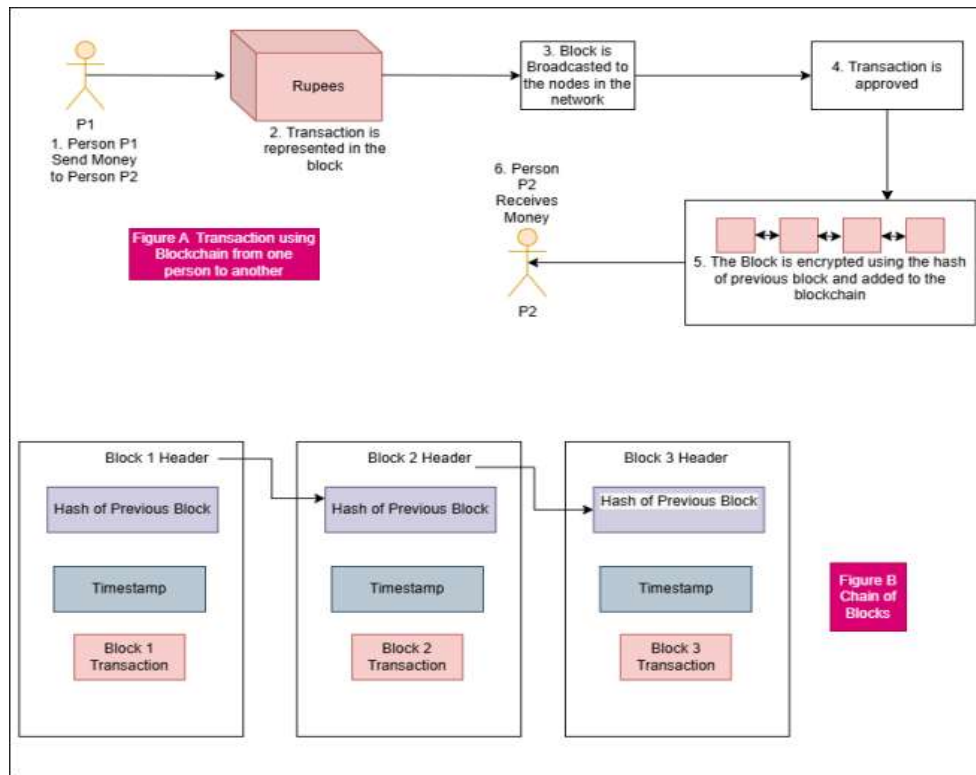 Rupees
3. Block is
Broadcasted to
the nodes in the
network
4. Transaction is
approved
P1
1. Person P1
Send Money
to Person P2
2. Transaction is
represented in the
block
6. Person
P2
Receives
Money
Figure A Transaction using
Blockchain from one
person to another
5. The Block is encrypted using the hash
of previous block and added to the
blockchain
P2
Block 1 Header
Hash of Previous Block
Timestamp
Block 1
Transaction
Block 2 Header
Hash of Previous Block
Timestamp
Block 2
Transaction
Block 3 Header
Hash of Previous Block
Timestamp
Block 3
Transaction
Figure B
Chain of
Blocks